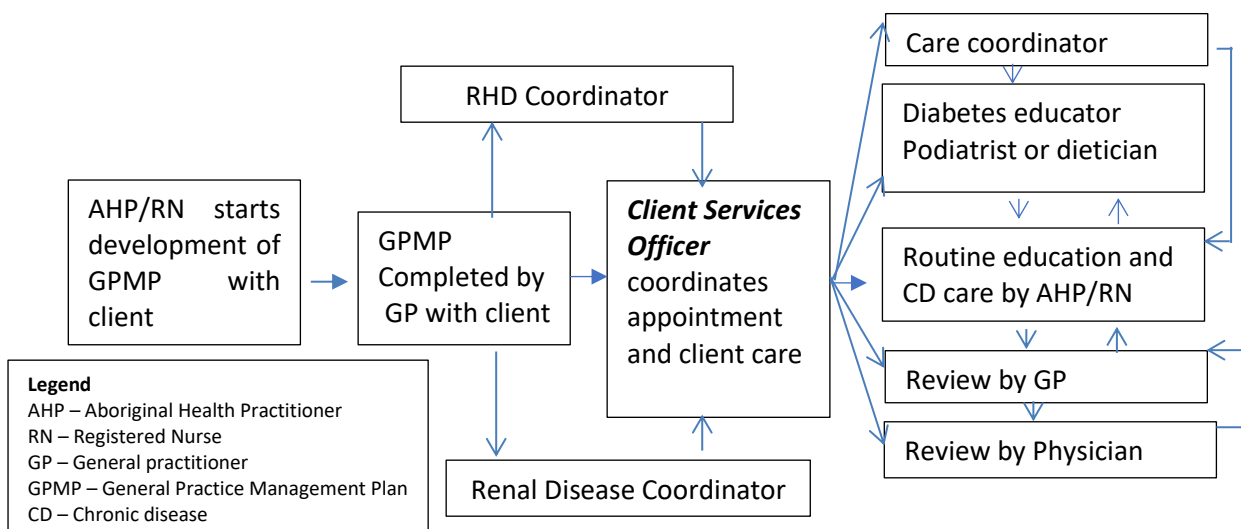 AHP/RN starts
development of
GPMP with
client
GPMP
Completed by
GP with client
RHD Coordinator
Renal Disease Coordinator
Client Services
Officer
coordinates
appointment
and client care
Care coordinator
Diabetes educator
Podiatrist or dietician
Routine education and
CD care by AHP/RN
Review by GP
Review by Physician
Legend
AHP – Aboriginal Health Practitioner
RN – Registered Nurse
GP – General practitioner
GPMP – General Practice Management Plan
CD – Chronic disease